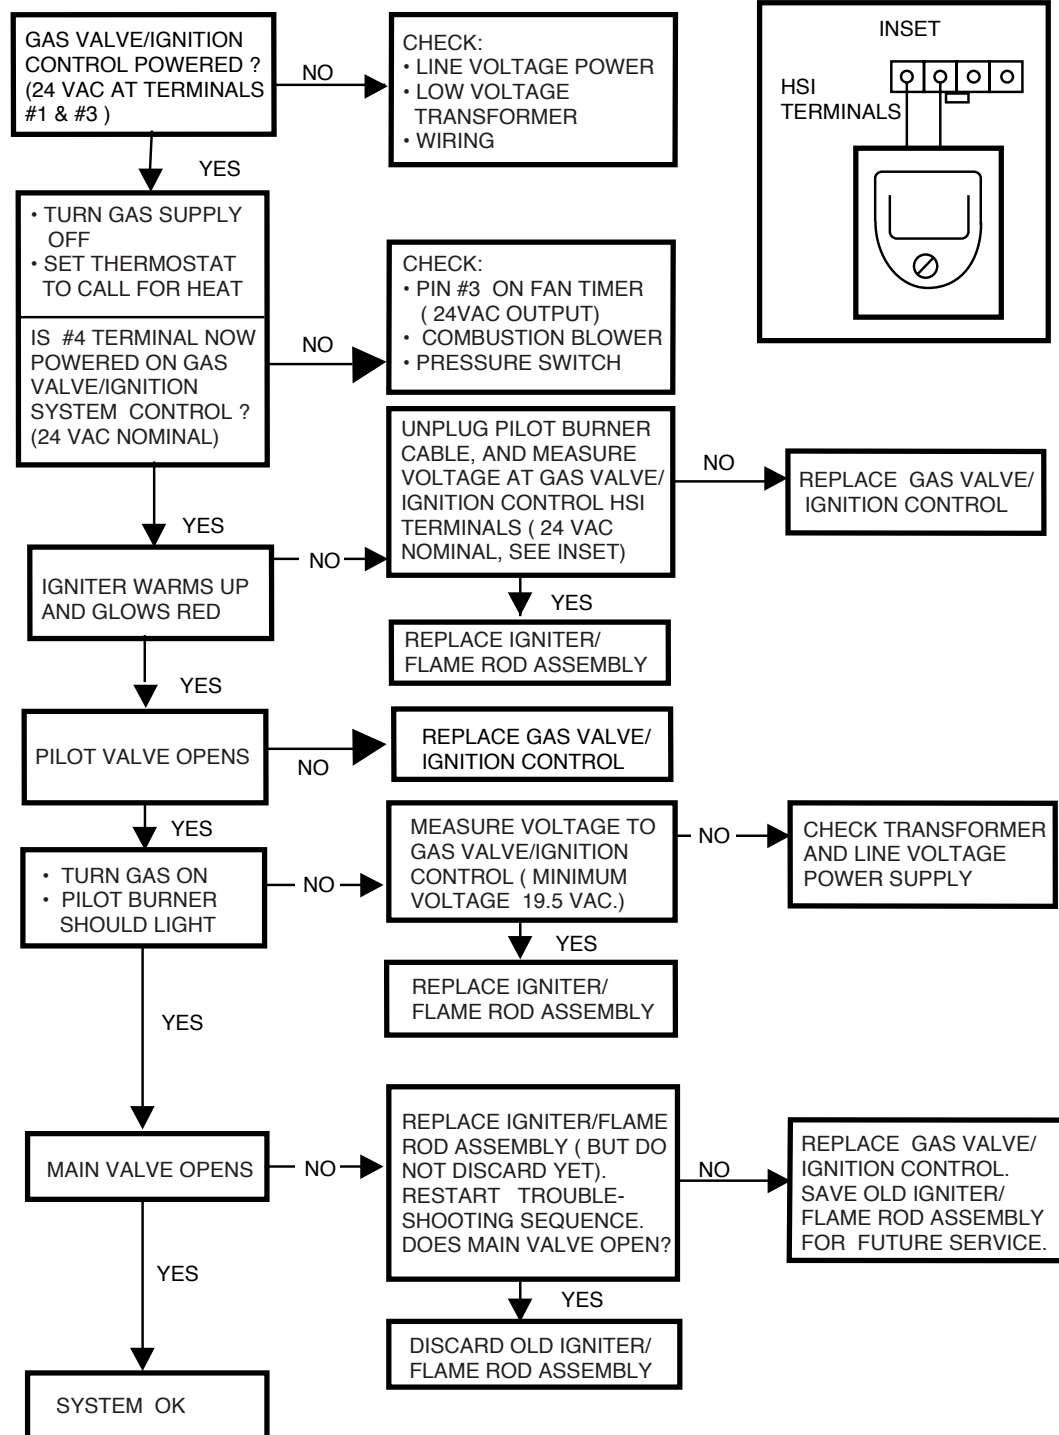 GAS VALVE/IGNITION
CONTROL POWERED ?
(24 VAC AT TERMINALS
#1 & #3 )
NO
CHECK:
• LINE VOLTAGE POWER
• LOW VOLTAGE
TRANSFORMER
• WIRING
INSET
HSI
TERMINALS
YES
• TURN GAS SUPPLY
OFF
• SET THERMOSTAT
TO CALL FOR HEAT
IS #4 TERMINAL NOW
POWERED ON GAS
VALVE/IGNITION
SYSTEM CONTROL ?
(24 VAC NOMINAL)
NO
CHECK:
• PIN #3 ON FAN TIMER
( 24VAC OUTPUT)
• COMBUSTION BLOWER
• PRESSURE SWITCH
YES
IGNITER WARMS UP
AND GLOWS RED
NO
UNPLUG PILOT BURNER
CABLE, AND MEASURE
VOLTAGE AT GAS VALVE/
IGNITION CONTROL HSI
TERMINALS ( 24 VAC
NOMINAL, SEE INSET)
NO
REPLACE GAS VALVE/
IGNITION CONTROL
YES
REPLACE IGNITER/
FLAME ROD ASSEMBLY
YES
PILOT VALVE OPENS
NO
REPLACE GAS VALVE/
IGNITION CONTROL
YES
• TURN GAS ON
• PILOT BURNER
SHOULD LIGHT
NO
MEASURE VOLTAGE TO
GAS VALVE/IGNITION
CONTROL ( MINIMUM
VOLTAGE 19.5 VAC.)
NO
CHECK TRANSFORMER
AND LINE VOLTAGE
POWER SUPPLY
YES
REPLACE IGNITER/
FLAME ROD ASSEMBLY
YES
MAIN VALVE OPENS
NO
REPLACE IGNITER/FLAME
ROD ASSEMBLY ( BUT DO
NOT DISCARD YET).
RESTART TROUBLE-
SHOOTING SEQUENCE.
DOES MAIN VALVE OPEN?
NO
REPLACE GAS VALVE/
IGNITION CONTROL.
SAVE OLD IGNITER/
FLAME ROD ASSEMBLY
FOR FUTURE SERVICE.
YES
DISCARD OLD IGNITER/
FLAME ROD ASSEMBLY
YES
SYSTEM OK